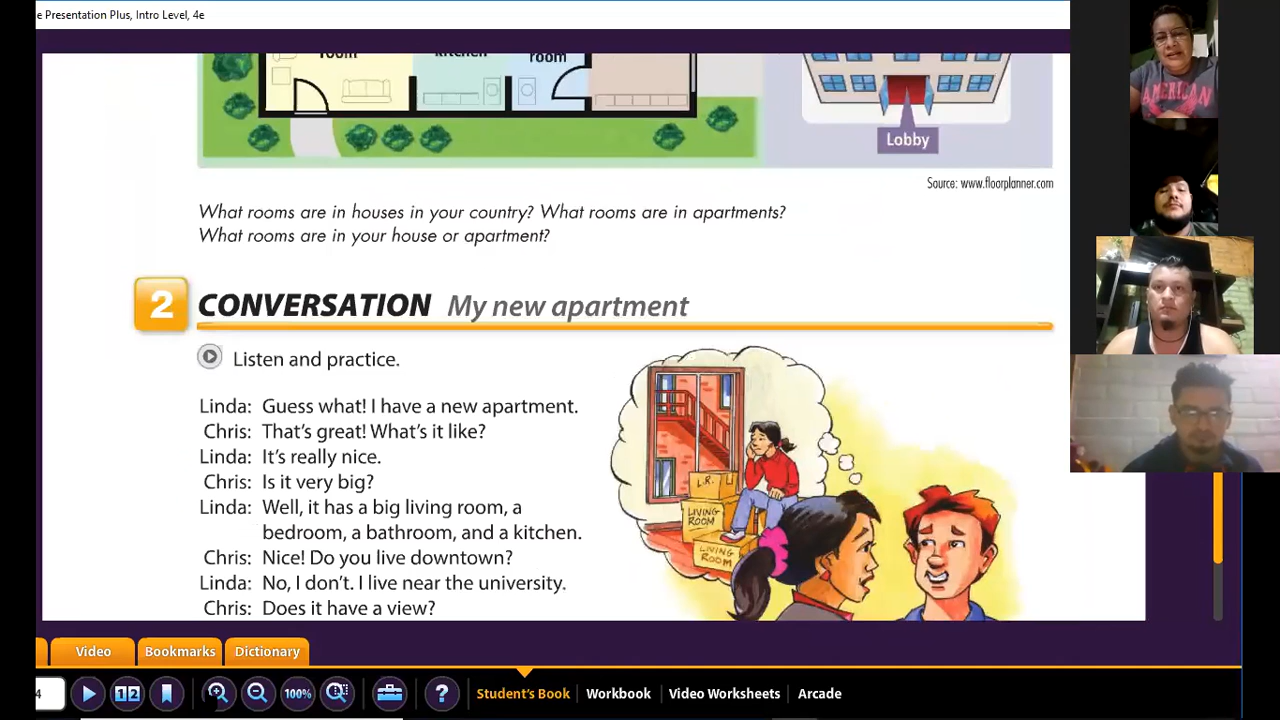 e Presentation Plus, Intro Level, 4e
room
kitchen
room
Lobby
Source: www.floorplanner.com
What rooms are in houses in your country? What rooms are in apartments?
What rooms are in your house or apartment?
2 CONVERSATION My new apartment
Listen and practice.
Linda: Guess what! I have a new apartment.
Chris: That's great! What's it like?
Linda: It's really nice.
Chris: Is it very big?
Linda: Well, it has a big living room, a
bedroom, a bathroom, and a kitchen.
Chris: Nice! Do you live downtown?
Linda: No, I don't. I live near the university.
Chris: Does it have a view?
L.R.
LIVING
ROOM
LIVING
ROOM
AMERICAN
Video Bookmarks Dictionary
4 12 100% ? Student's Book Workbook Video Worksheets Arcade